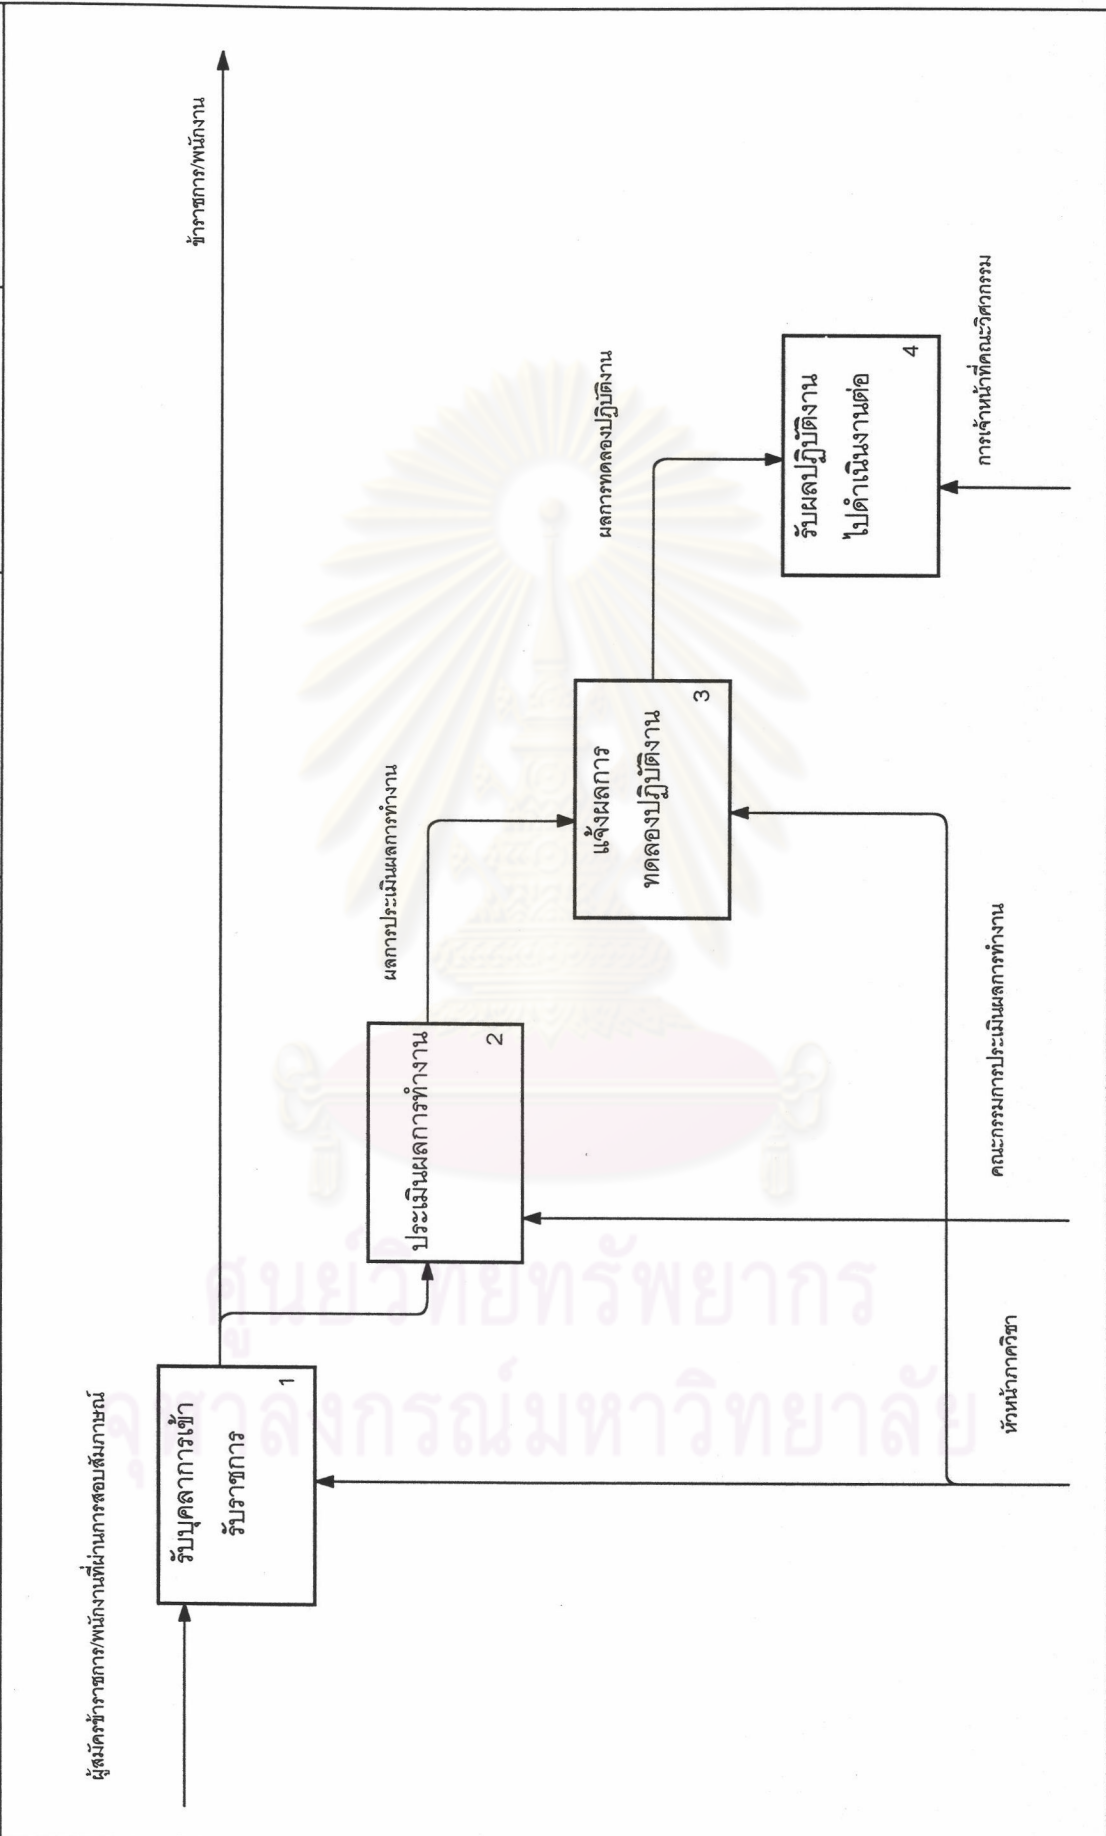 ผู้สมัครข้าราชการ/พนักงานที่ผ่านการสอบสัมภาษณ์
รับบุคลาการเข้า
รับราชการ
1
ข้าราชการ/พนักงาน
ประเมินผลการทำงาน
2
ผลการประเมินผลการทำงาน
แจ้งผลการ
ทดลองปฏิบัติงาน
3
ผลการทดลองปฏิบัติงาน
รับผลปฏิบัติงาน
ไปดำเนินงานต่อ
4
หัวหน้าภาควิชา
คณะกรรมการประเมินผลการทำงาน
การเจ้าหน้าที่คณะวิศวกรรม
ศูนย์วิทยทรัพยากร
จุฬาลงกรณ์มหาวิทยาลัย